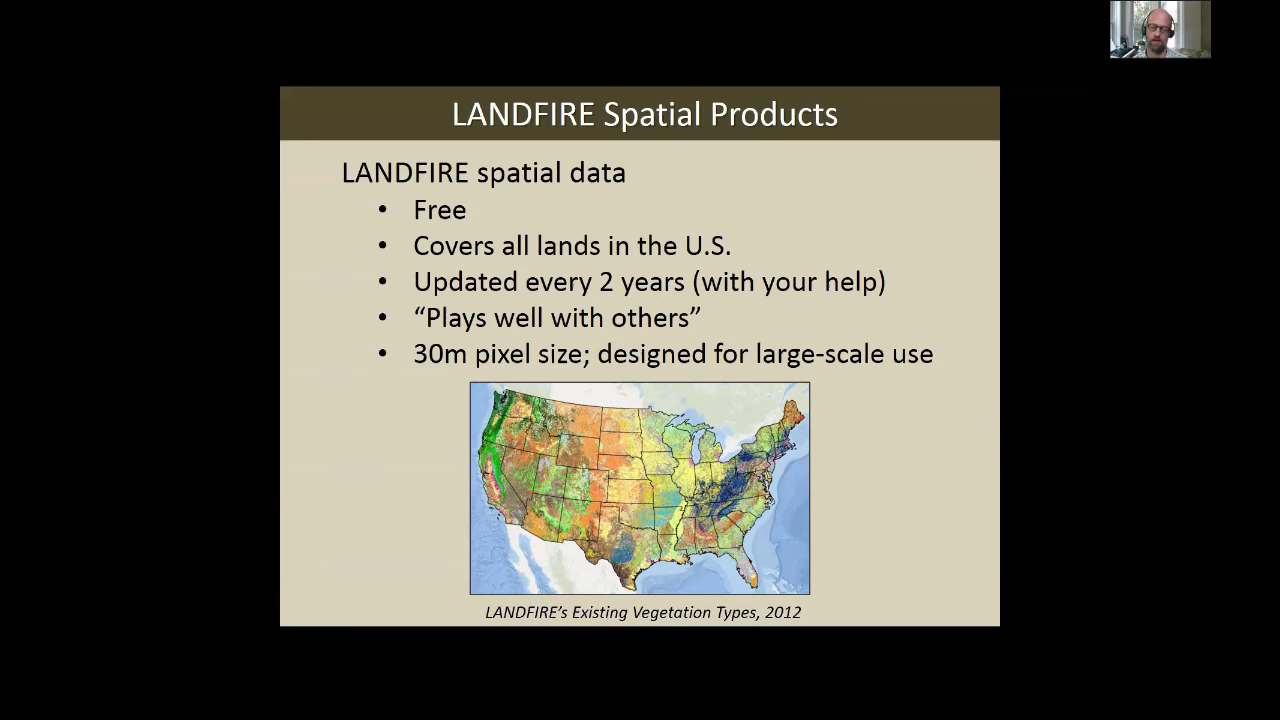 LANDFIRE Spatial Products
LANDFIRE spatial data
• Free
• Covers all lands in the U.S.
• Updated every 2 years (with your help)
• “Plays well with others”
• 30m pixel size; designed for large-scale use
LANDFIRE’s Existing Vegetation Types, 2012